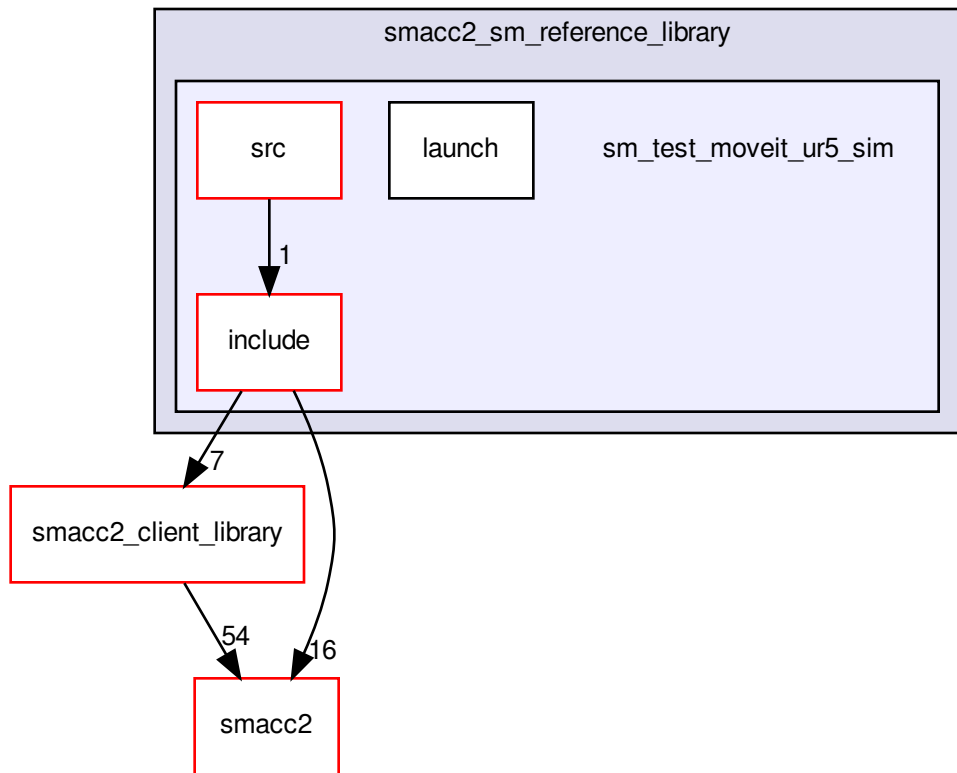 smacc2_sm_reference_library
src
launch
sm_test_moveit_ur5_sim
1
include
7
smacc2_client_library
54
16
smacc2